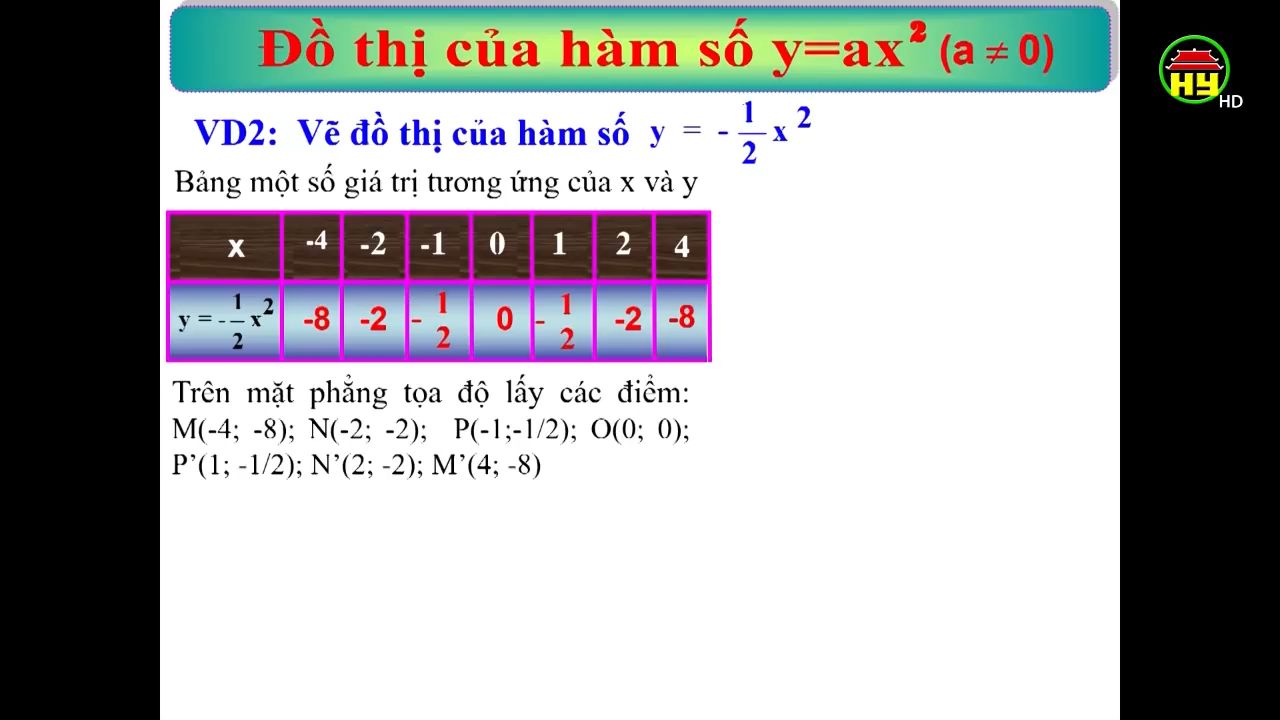 Đồ thị của hàm số y=ax² (a ≠ 0)
HY HD
VD2: Vẽ đồ thị của hàm số y = - 1/2 x²
Bảng một số giá trị tương ứng của x và y
x -4 -2 -1 0 1 2 4
y = - 1/2 x² -8 -2 - 1/2 0 - 1/2 -2 -8
Trên mặt phẳng tọa độ lấy các điểm:
M(-4; -8); N(-2; -2); P(-1;-1/2); O(0; 0);
P’(1; -1/2); N’(2; -2); M’(4; -8)